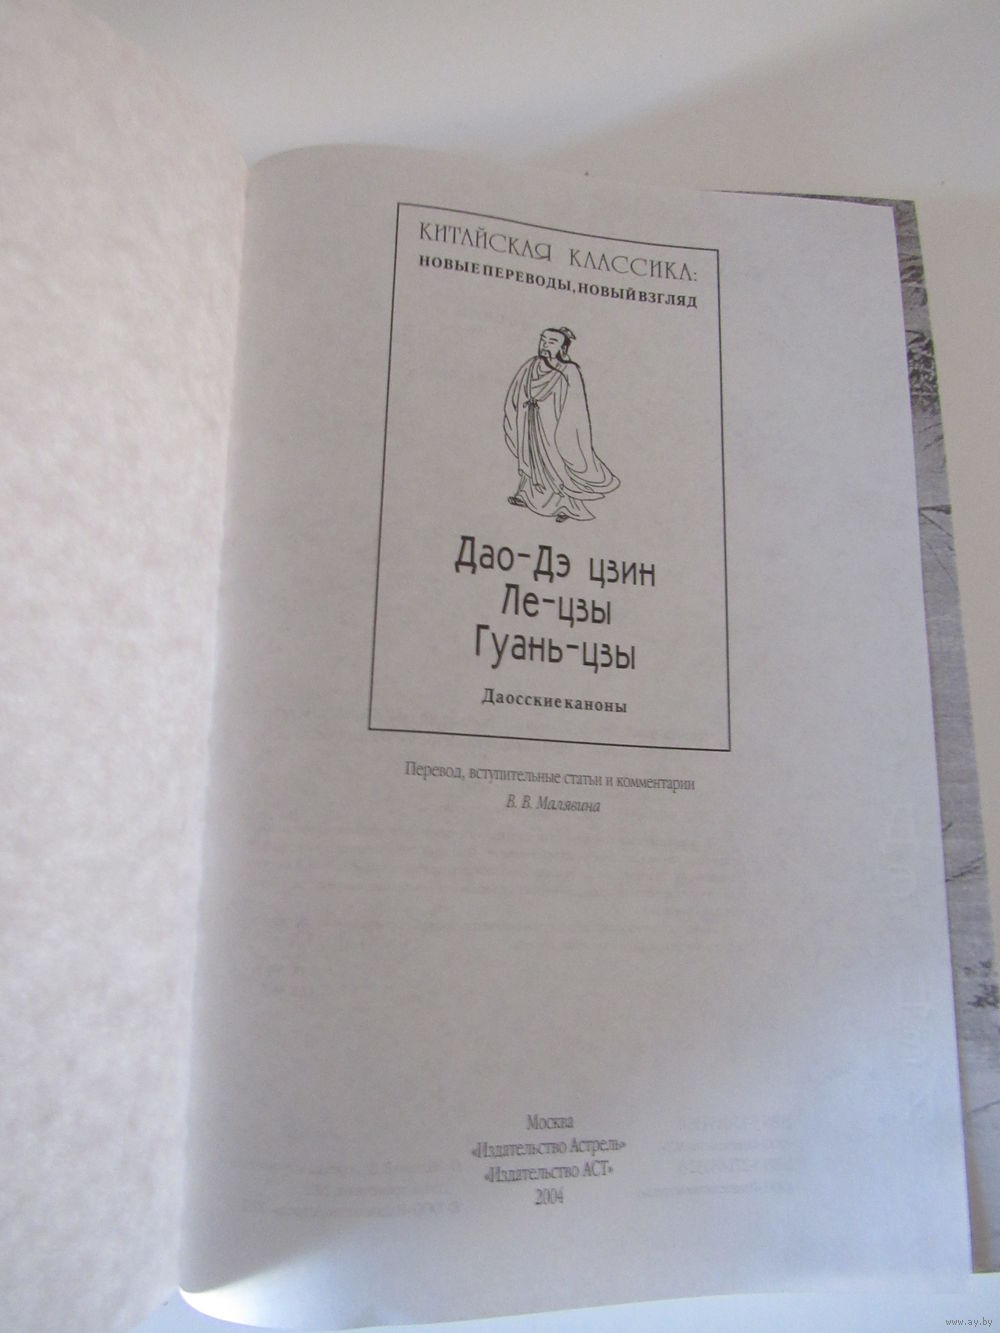 КИТАЙСКАЯ КЛАССИКА:
НОВЫЕ ПЕРЕВОДЫ, НОВЫЙ ВЗГЛЯД
Дао-Дэ цзин
Ле-цзы
Гуань-цзы
Даосские каноны
Перевод, вступительные статьи и комментарии
В. В. Малявина
Москва
«Издательство Астрель»
«Издательство АСТ»
2004
www.ay.by